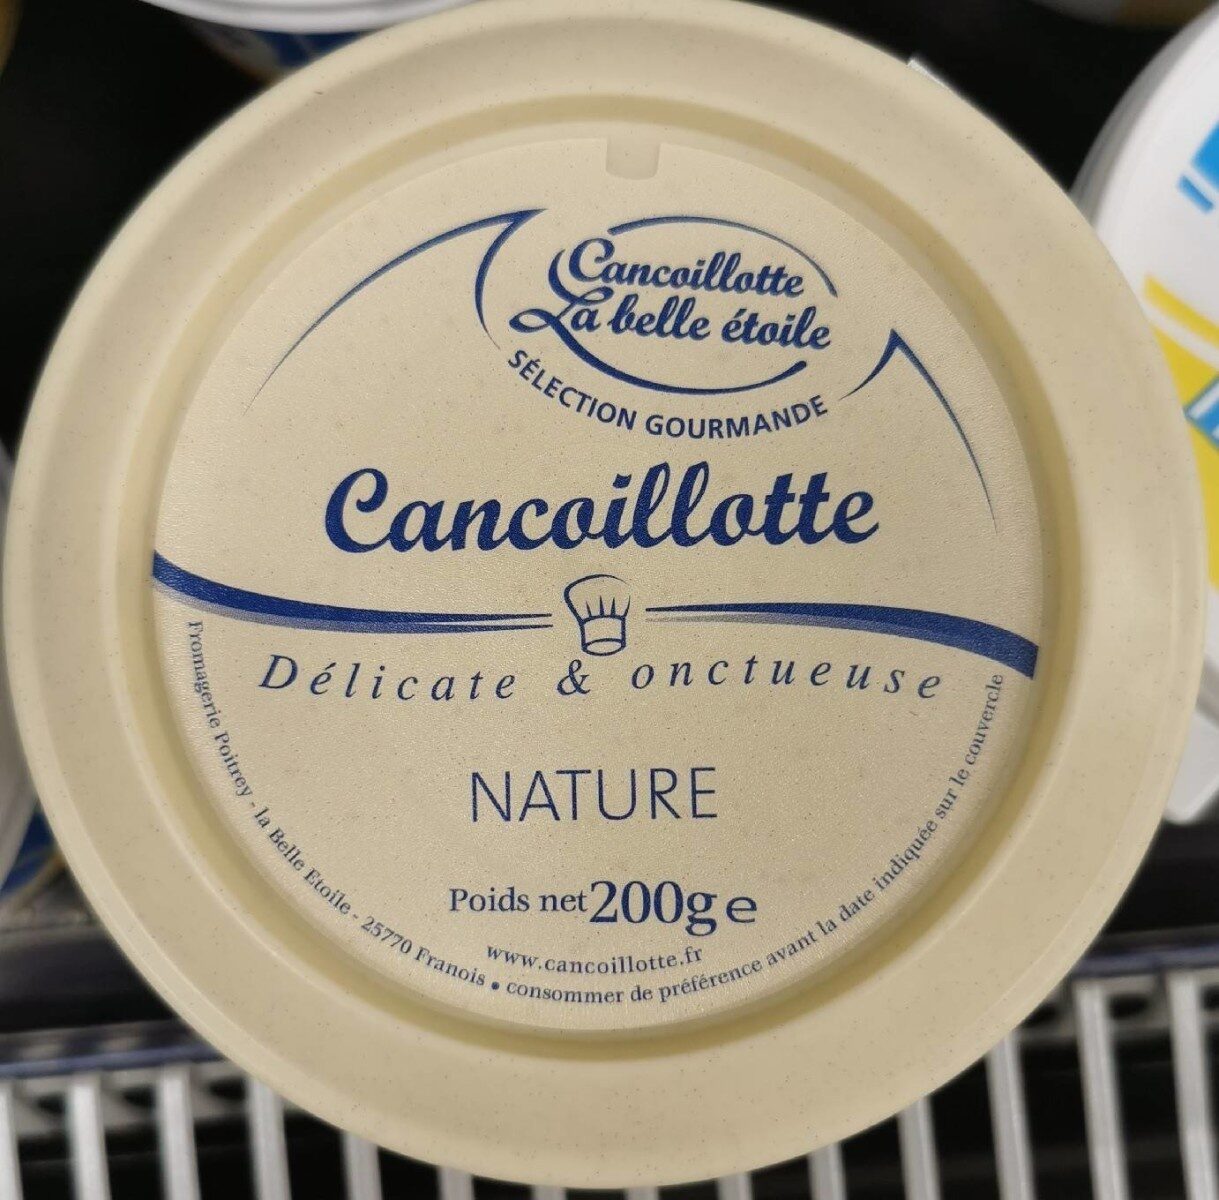 Cancoillotte
La belle étoile
SÉLECTION GOURMANDE
Cancoillotte
Délicate & onctueuse
NATURE
Poids net 200g e
www.cancoillotte.fr
Fromagerie Poitrey - la Belle Etoile - 25770 Franois • consommer de préférence avant la date indiquée sur le couvercle